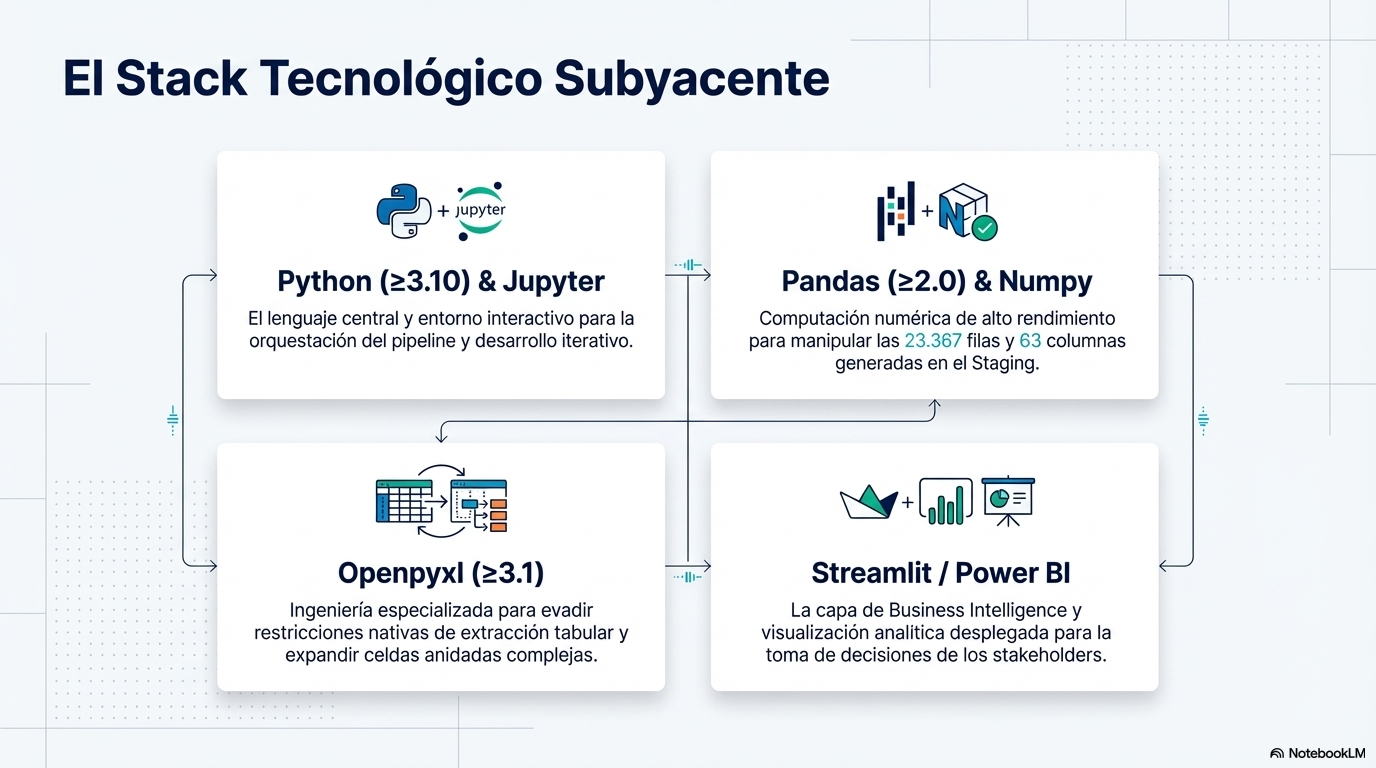 El Stack Tecnológico Subyacente
+ jupyter
Python (≥3.10) & Jupyter
El lenguaje central y entorno interactivo para la
orquestación del pipeline y desarrollo iterativo.
+ N
Pandas (≥2.0) & Numpy
Computación numérica de alto rendimiento
para manipular las 23.367 filas y 63 columnas
generadas en el Staging.
Openpyxl (≥3.1)
Ingeniería especializada para evadir
restricciones nativas de extracción tabular y
expandir celdas anidadas complejas.
+
Streamlit / Power BI
La capa de Business Intelligence y
visualización analítica desplegada para la
toma de decisiones de los stakeholders.
NotebookLM